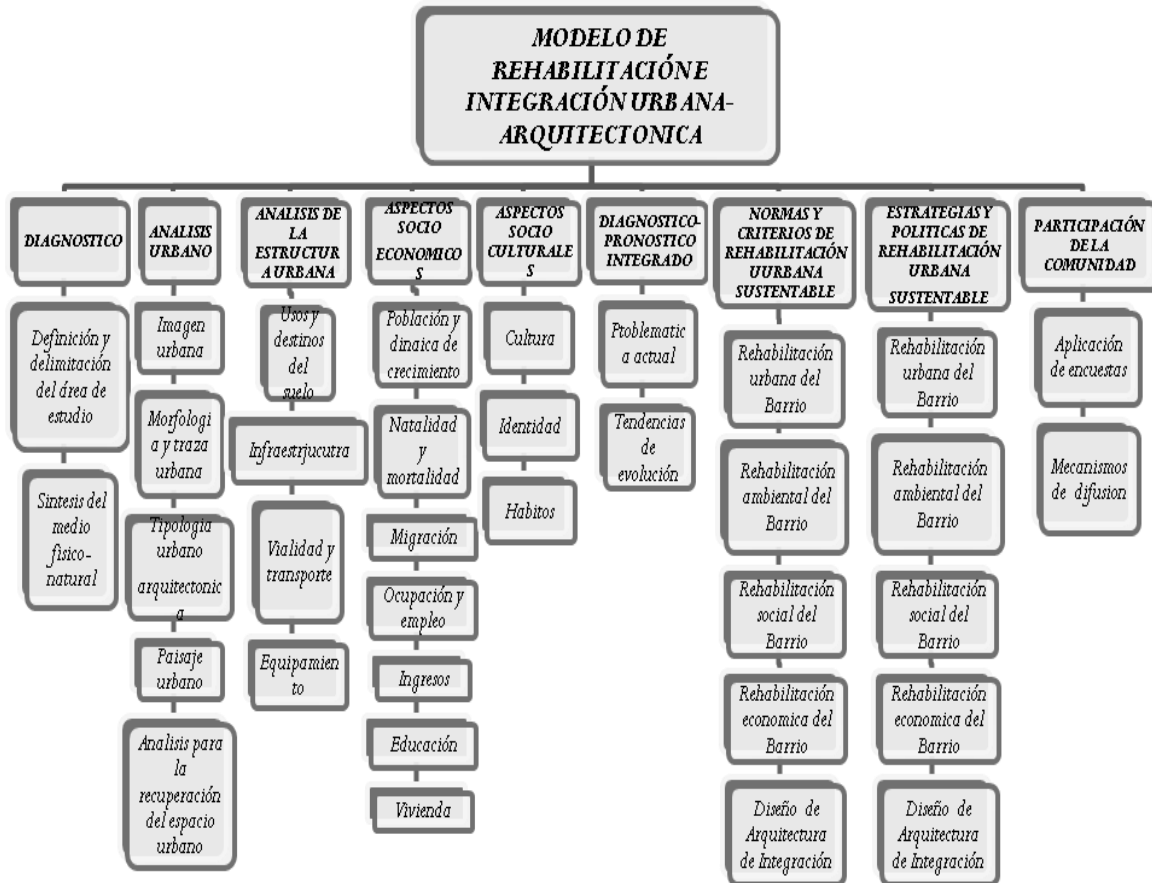 MODELO DE
REHABILITACIÓN E
INTEGRACIÓN URBANA-
ARQUITECTONICA
DIAGNOSTICO
Definición y
delimitación
del área de
estudio
Sintesis del
medio
fisico-
natural
ANALISIS
URBANO
Imagen
urbana
Morfologi
a y traza
urbana
Tipologia
urbano
arquitectonic
a
Paisaje
urbano
Analisis para
la
recuperación
del espacio
urbano
ANALISIS DE
LA
ESTRUCTUR
A URBANA
Usos y
destinos
del
suelo
Infraestrjucutra
Vialidad y
transporte
Equipamie
nto
ASPECTOS
SOCIO
ECONOMICO
S
Población y
dinaica de
crecimiento
Natalidad
y
mortalidad
Migración
Ocupación y
empleo
Ingresos
Educación
Vivienda
ASPECTOS
SOCIO
CULTURALE
S
Cultura
Identidad
Habitos
DIAGNOSTICO-
PRONOSTICO
INTEGRADO
Ptoblematic
a actual
Tendencias
de
evolución
NORMAS Y
CRITERIOS DE
REHABILITACIÓN
UURBANA
SUSTENTABLE
Rehabilitación
urbana del
Barrio
Rehabilitación
ambiental del
Barrio
Rehabilitación
social del
Barrio
Rehabilitación
economica del
Barrio
Diseño de
Arquitectura
de Integración
ESTRATEGIAS Y
POLITICAS DE
REHABILITACIÓN
URBANA
SUSTENTABLE
Rehabilitación
urbana del
Barrio
Rehabilitación
ambiental del
Barrio
Rehabilitación
social del
Barrio
Rehabilitación
economica del
Barrio
Diseño de
Arquitectura
de Integración
PARTICIPACIÓN
DE LA
COMUNIDAD
Aplicación
de encuestas
Mecanismos
de difusion